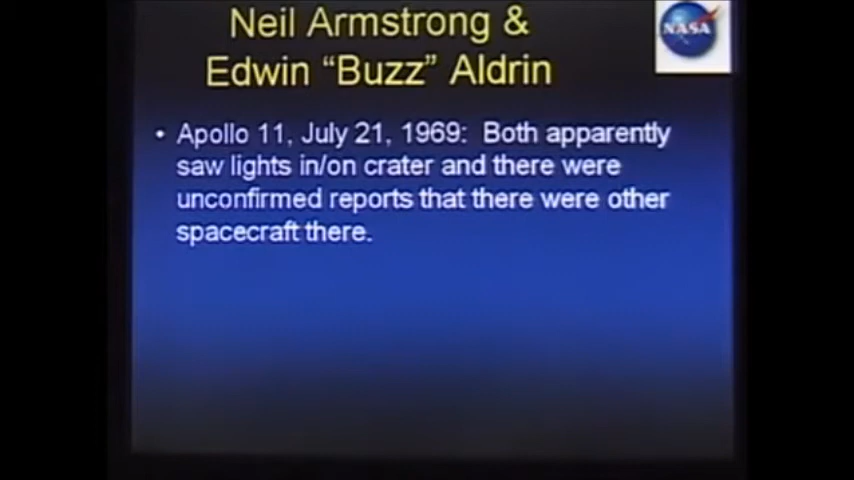 Neil Armstrong &
Edwin “Buzz” Aldrin
NASA
• Apollo 11, July 21, 1969: Both apparently
saw lights in/on crater and there were
unconfirmed reports that there were other
spacecraft there.